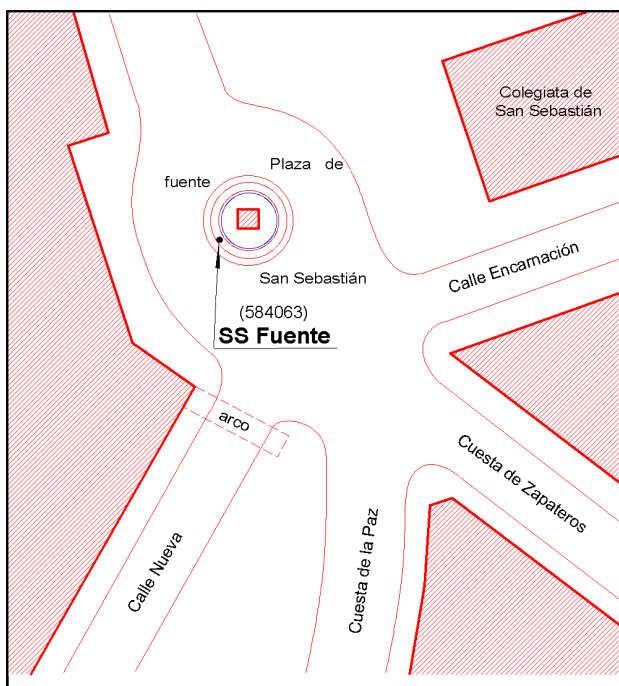 Colegiata de
San Sebastián
Plaza de
fuente
San Sebastián
Calle Encarnación
(584063)
SS Fuente
arco
Cuesta de Zapateros
Calle Nueva
Cuesta de la Paz